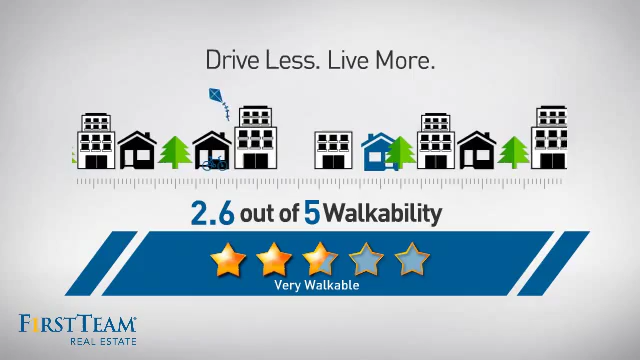 Drive Less. Live More.
2.6 out of 5 Walkability
Very Walkable
FIRSTTEAM®
REAL ESTATE